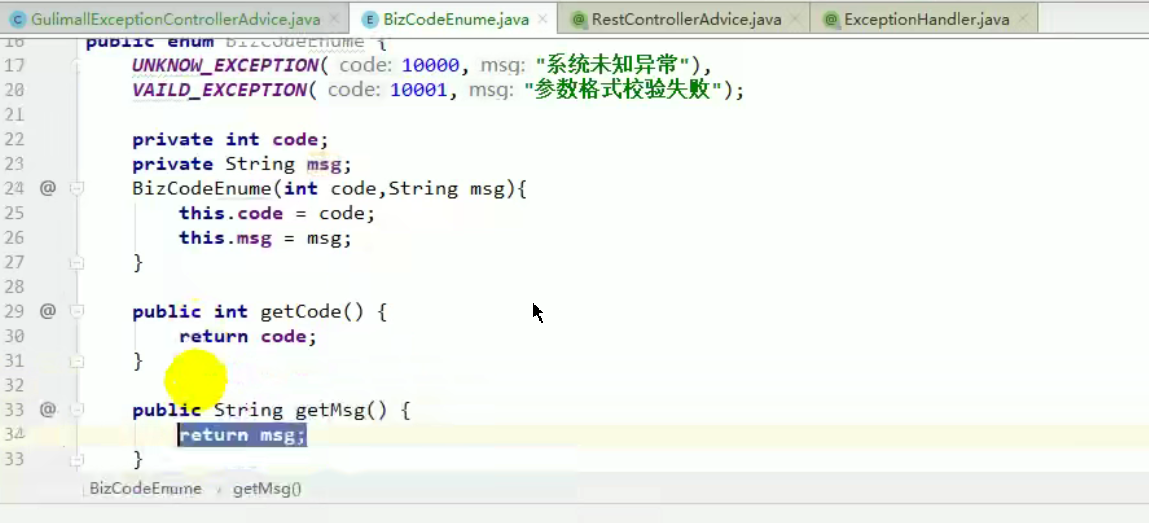 GulimallExceptionControllerAdvice.java × BizCodeEnume.java × RestControllerAdvice.java × ExceptionHandler.java ×
16 public enum BizCodeEnume {
17 UNKNOW_EXCEPTION( code: 10000, msg: "系统未知异常"),
20 VAILD_EXCEPTION( code: 10001, msg: "参数格式校验失败");
21
22 private int code;
23 private String msg;
24 @ BizCodeEnume(int code,String msg){
25 this.code = code;
26 this.msg = msg;
27 }
28
29 @ public int getCode() {
30 return code;
31 }
32
33 @ public String getMsg() {
34 return msg;
33 }
BizCodeEnume › getMsg()